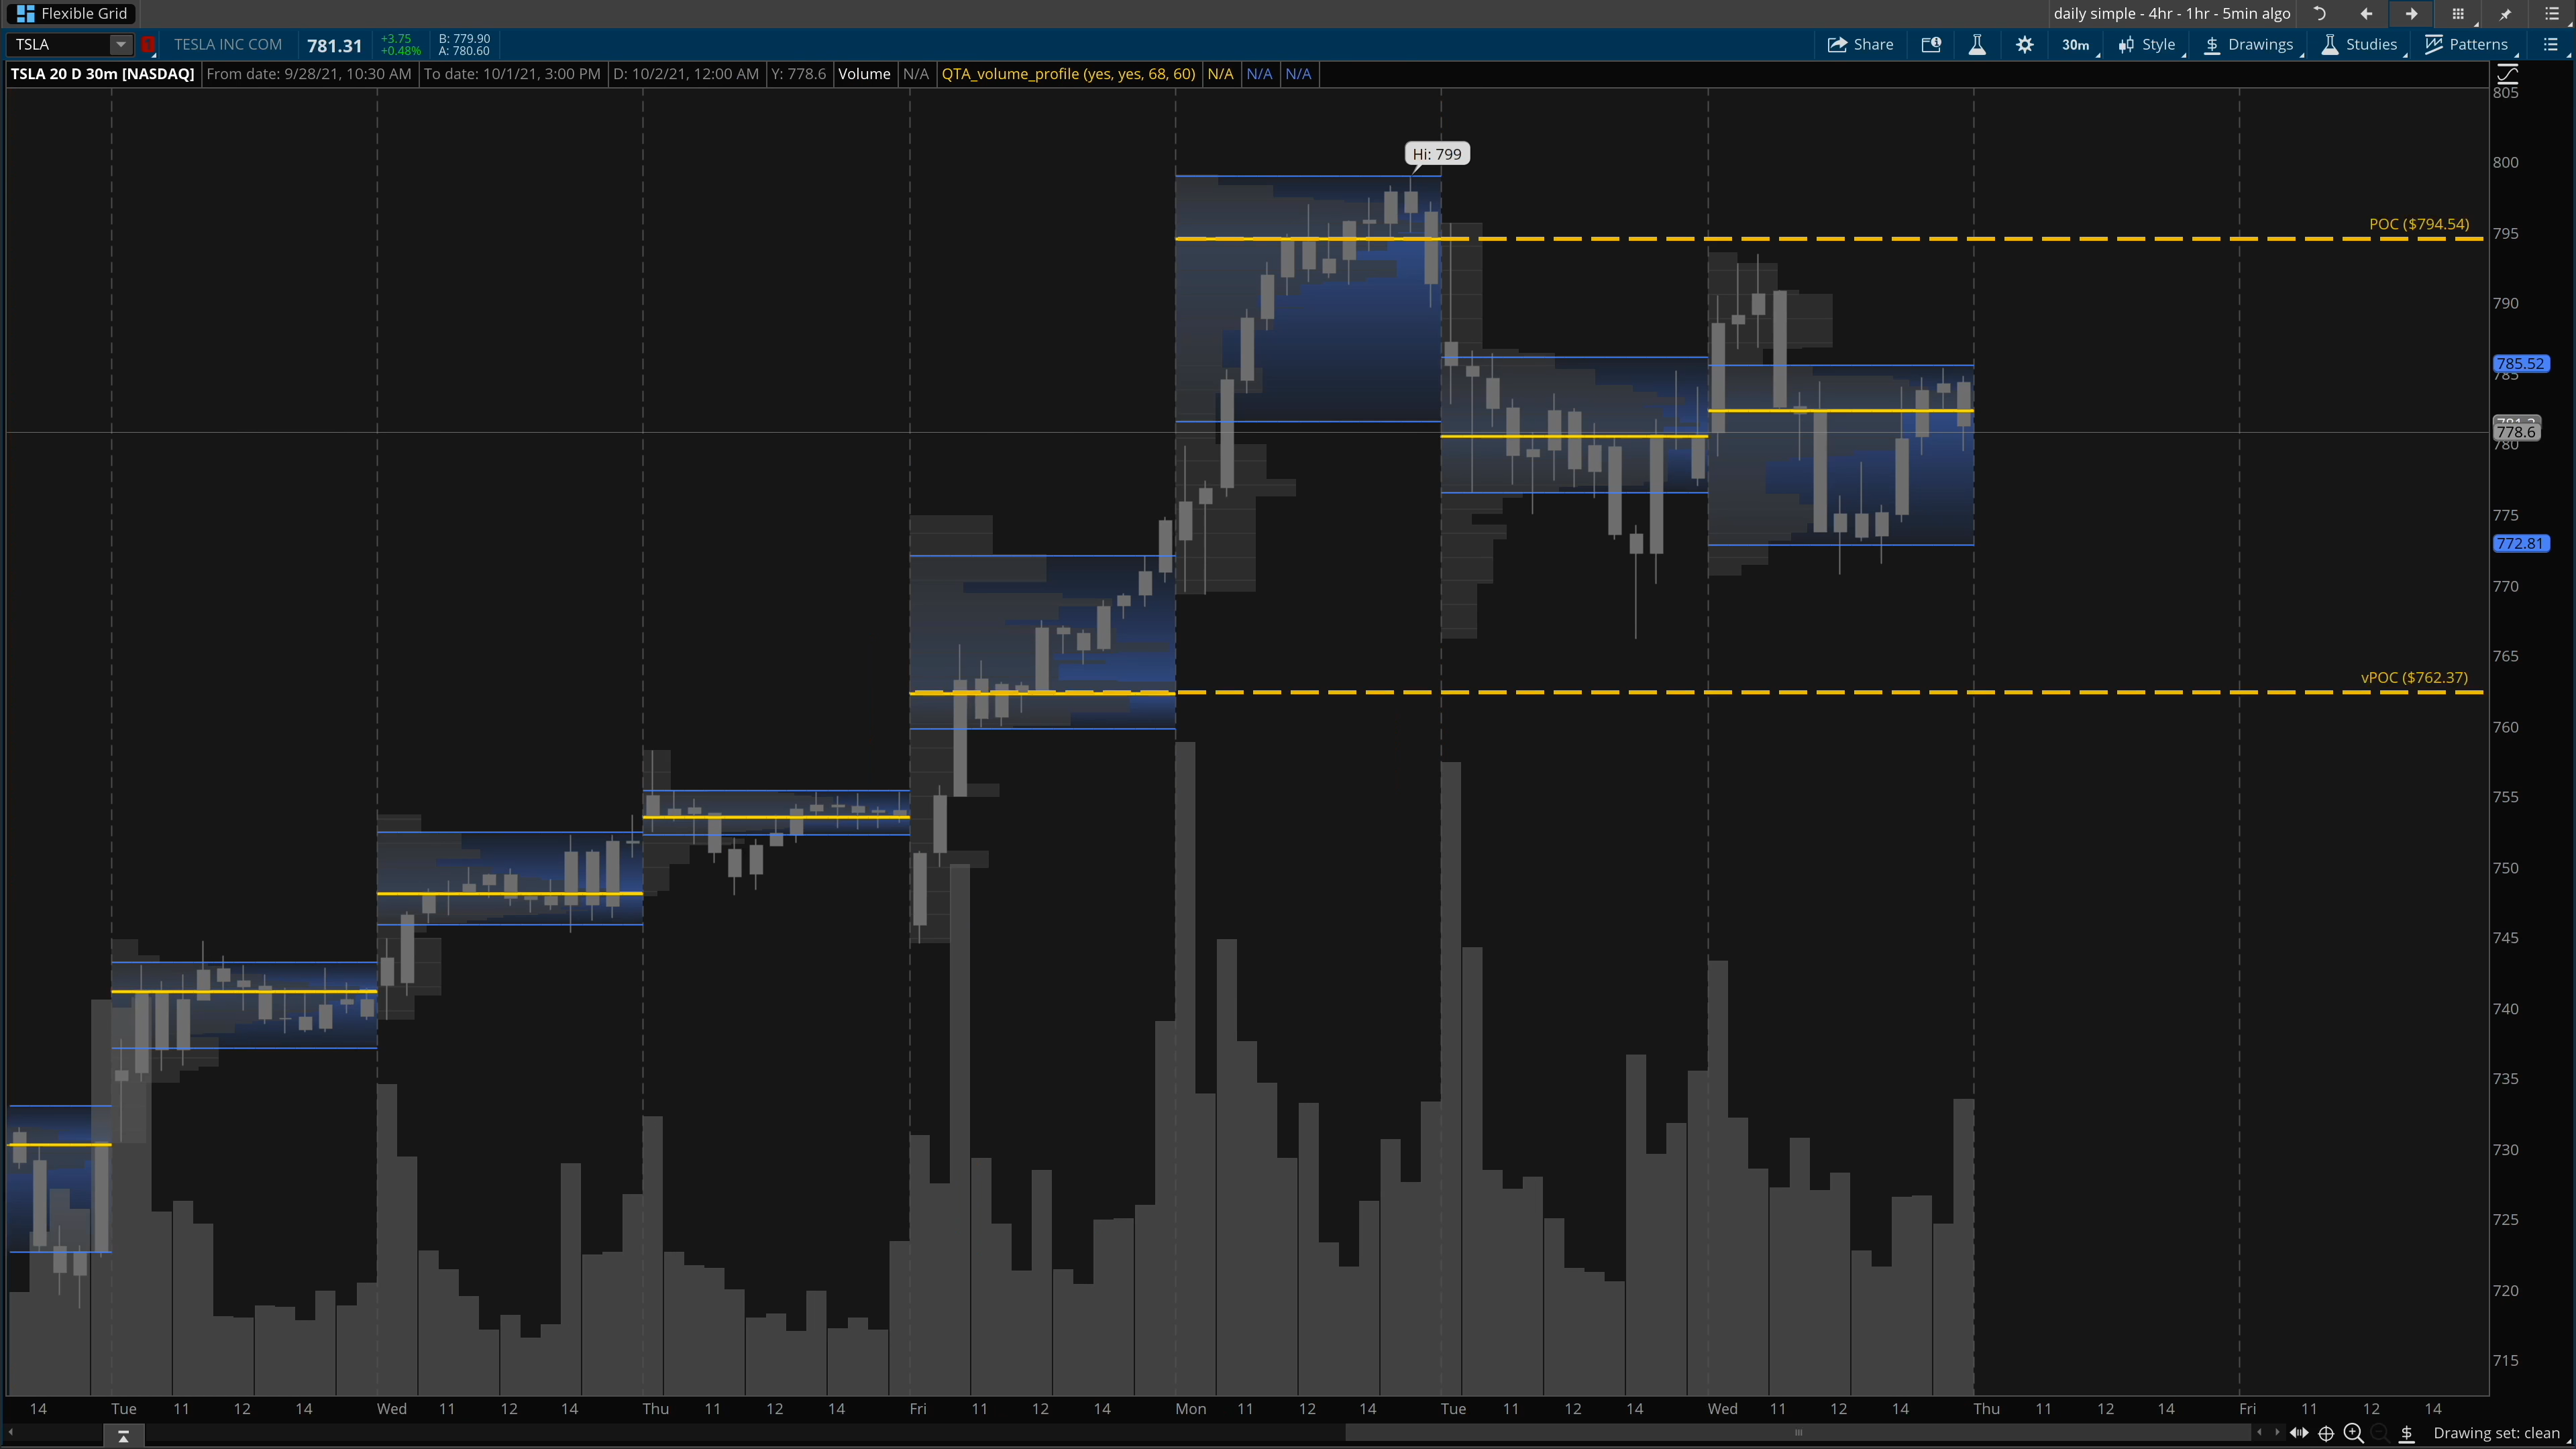 Flexible Grid
daily simple - 4hr - 1hr - 5min algo
TSLA
1
TESLA INC COM
781.31
+3.75
+0.48%
B: 779.90
A: 780.60
Share
30m
Style
Drawings
Studies
Patterns
TSLA 20 D 30m [NASDAQ]
From date: 9/28/21, 10:30 AM
To date: 10/1/21, 3:00 PM
D: 10/2/21, 12:00 AM
Y: 778.6
Volume
N/A
QTA_volume_profile (yes, yes, 68, 60)
N/A
N/A
N/A
805
Hi: 799
800
POC ($794.54)
795
790
785.52
785
778.6
780
775
772.81
770
765
vPOC ($762.37)
760
755
750
745
740
735
730
725
720
715
14 Tue 11 12 14 Wed 11 12 14 Thu 11 12 14 Fri 11 12 14 Mon 11 12 14 Tue 11 12 14 Wed 11 12 14 Thu 11 12 14 Fri 11 12 14
Drawing set: clean